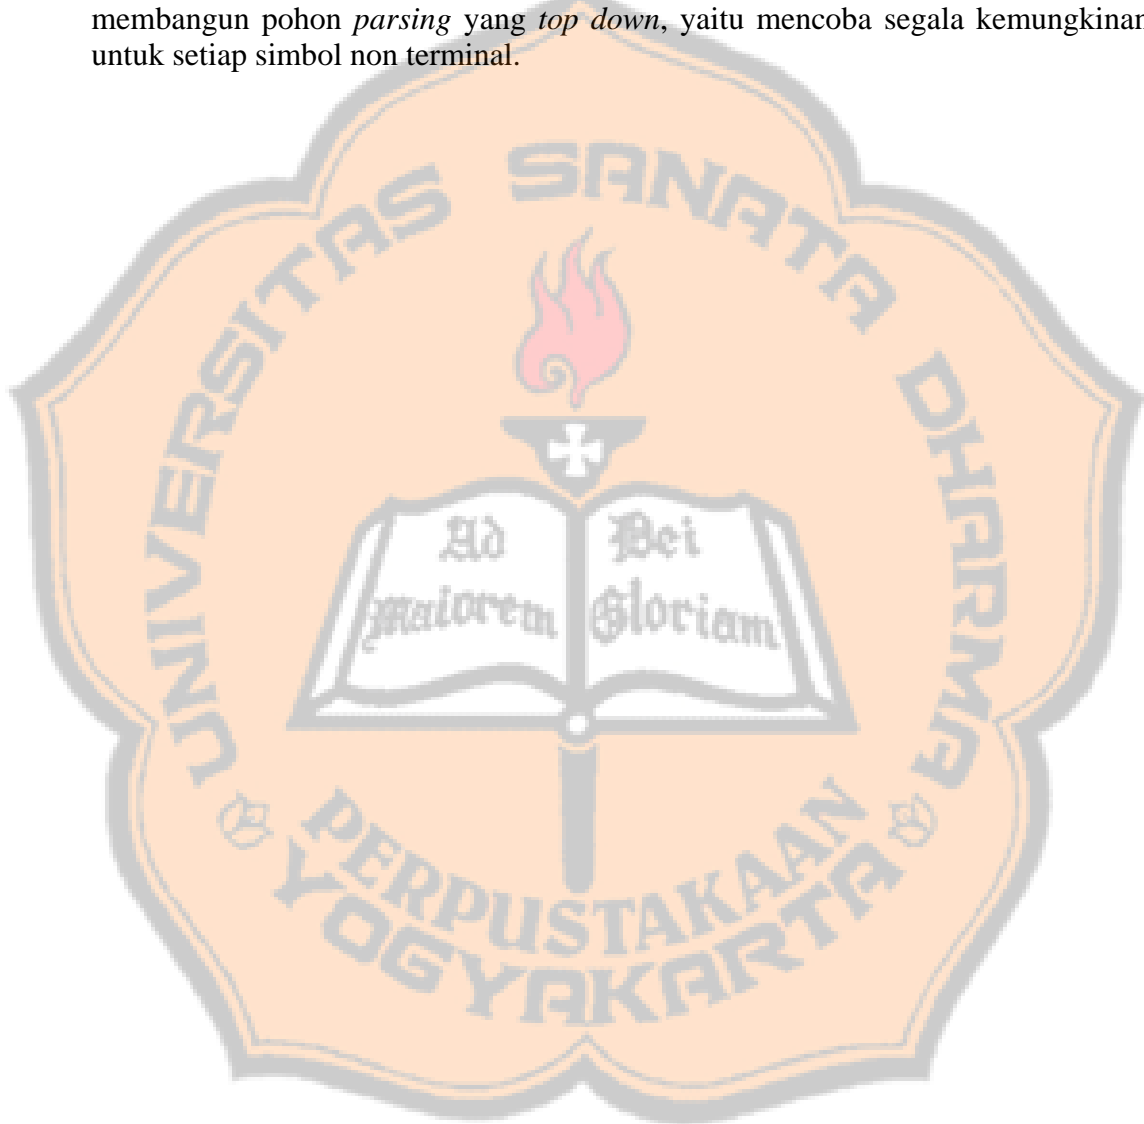 membangun pohon parsing yang top down, yaitu mencoba segala kemungkinan
untuk setiap simbol non terminal.
UNIVERSITAS SANATA DHARMA
Ad
Maiorem
Dei
Gloriam
PERPUSTAKAAN
YOGYAKARTA